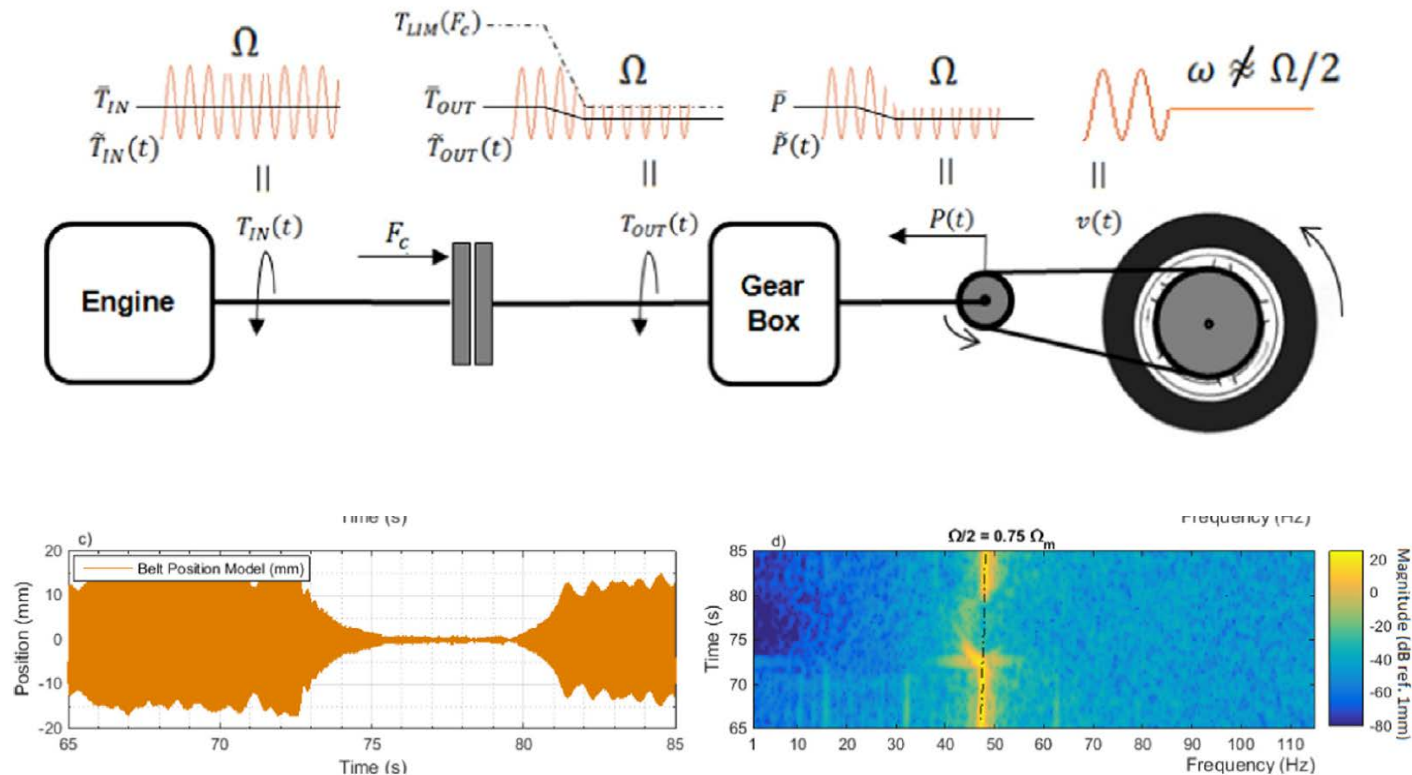 Ω
T̅_IN
T̃_IN(t)
T_LIM(F_c)
Ω
T̅_OUT
T̃_OUT(t)
Ω
P̅
P̃(t)
ω ≉ Ω/2
=
=
=
=
T_IN(t)
F_c
T_OUT(t)
P(t)
v(t)
Engine
Gear
Box
Time (s)
c)
Belt Position Model (mm)
Position (mm)
20
10
0
-10
-20
65
70
75
80
85
Time (s)
Frequency (Hz)
d)
Ω/2 = 0.75 Ω_m
Time (s)
85
80
75
70
65
1
10
20
30
40
50
60
70
80
90
100
110
Frequency (Hz)
20
0
-20
-40
-60
-80
Magnitude (dB ref. 1mm)